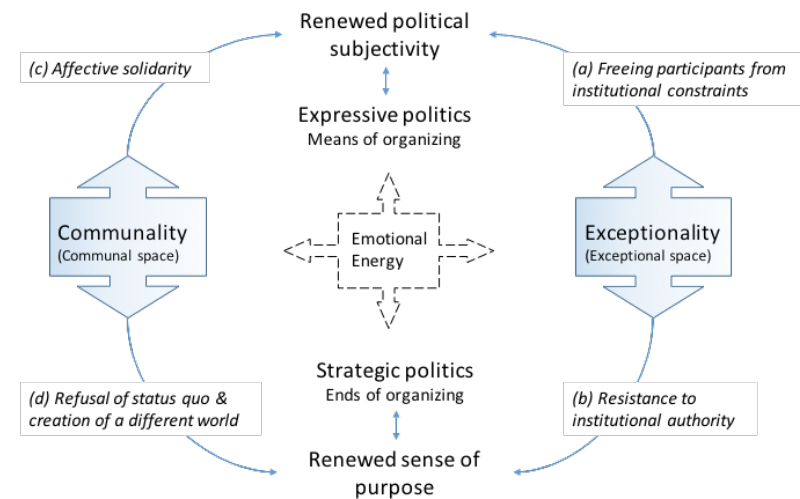 Renewed political
subjectivity
(c) Affective solidarity
(a) Freeing participants from
institutional constraints
Expressive politics
Means of organizing
Communality
(Communal space)
Emotional
Energy
Exceptionality
(Exceptional space)
Strategic politics
Ends of organizing
(d) Refusal of status quo &
creation of a different world
(b) Resistance to
institutional authority
Renewed sense of
purpose